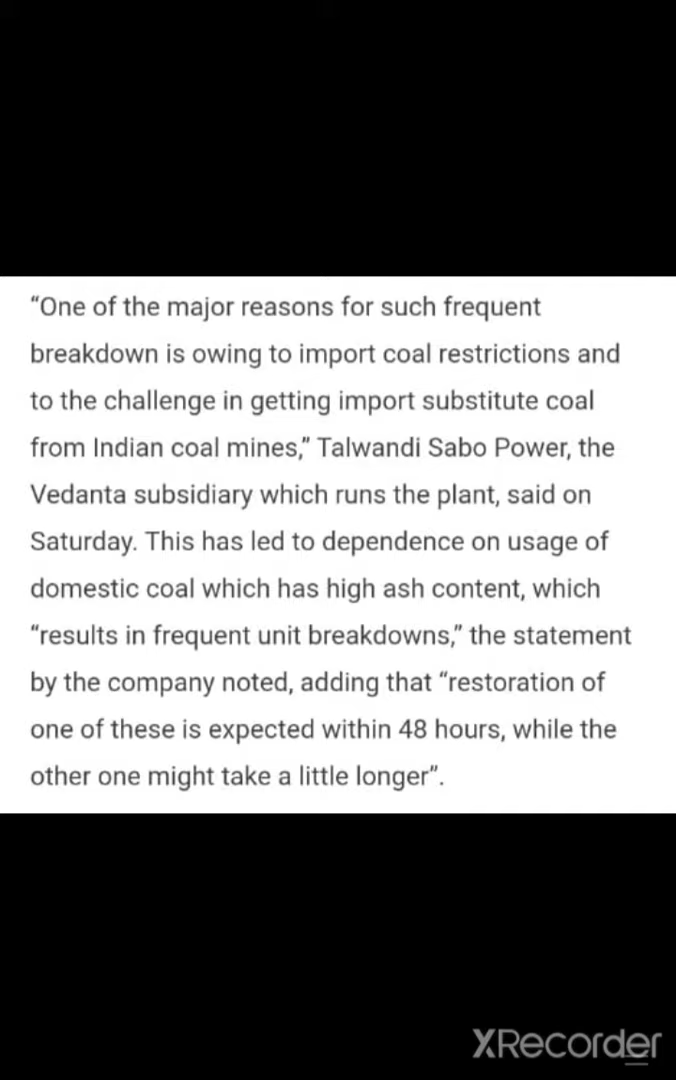 “One of the major reasons for such frequent
breakdown is owing to import coal restrictions and
to the challenge in getting import substitute coal
from Indian coal mines,” Talwandi Sabo Power, the
Vedanta subsidiary which runs the plant, said on
Saturday. This has led to dependence on usage of
domestic coal which has high ash content, which
“results in frequent unit breakdowns,” the statement
by the company noted, adding that “restoration of
one of these is expected within 48 hours, while the
other one might take a little longer”.
XRecorder